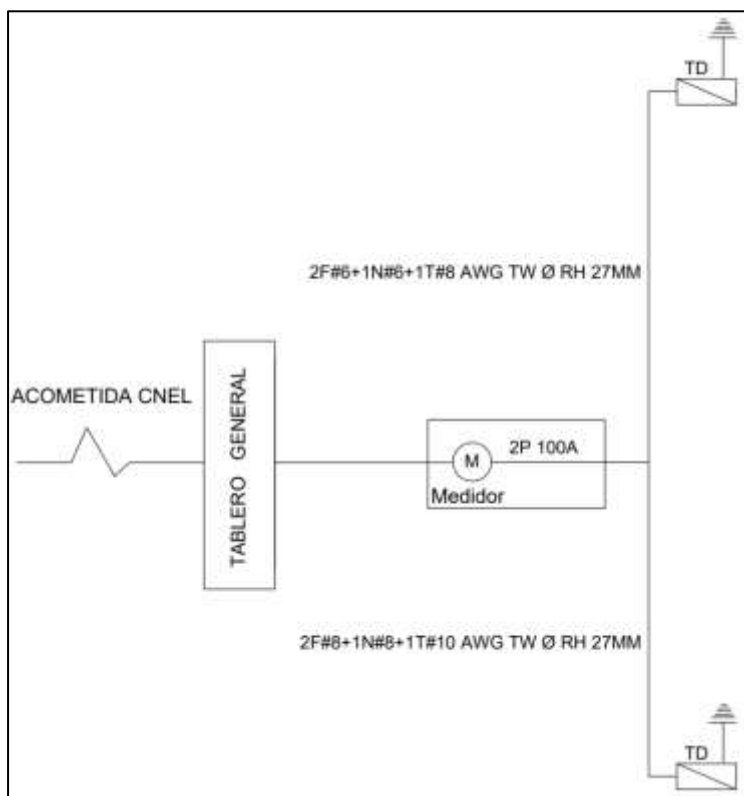 TD
2F#6+1N#6+1T#8 AWG TW Ø RH 27MM
ACOMETIDA CNEL
TABLERO GENERAL
M
2P 100A
Medidor
2F#8+1N#8+1T#10 AWG TW Ø RH 27MM
TD